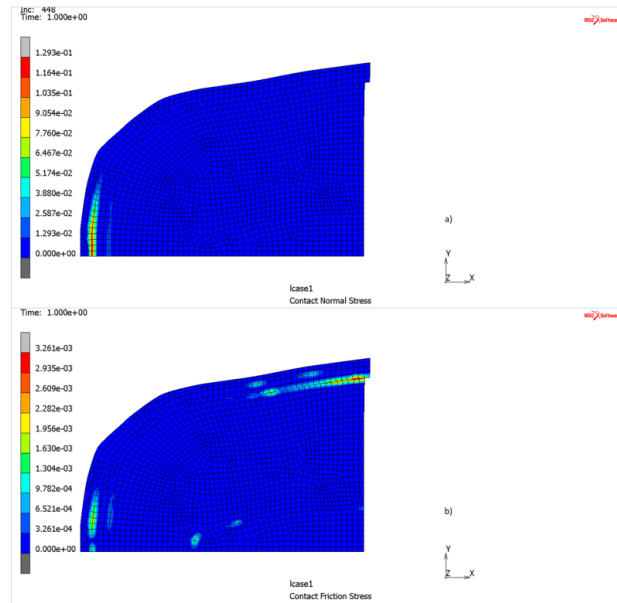 Inc: 448
Time: 1.000e+00
MSC Software
1.293e-01
1.164e-01
1.035e-01
9.054e-02
7.760e-02
6.467e-02
5.174e-02
3.880e-02
2.587e-02
1.293e-02
0.000e+00
a)
Y
Z X
lcase1
Contact Normal Stress
Time: 1.000e+00
MSC Software
3.261e-03
2.935e-03
2.609e-03
2.282e-03
1.956e-03
1.630e-03
1.304e-03
9.782e-04
6.521e-04
3.261e-04
0.000e+00
b)
Y
Z X
lcase1
Contact Friction Stress